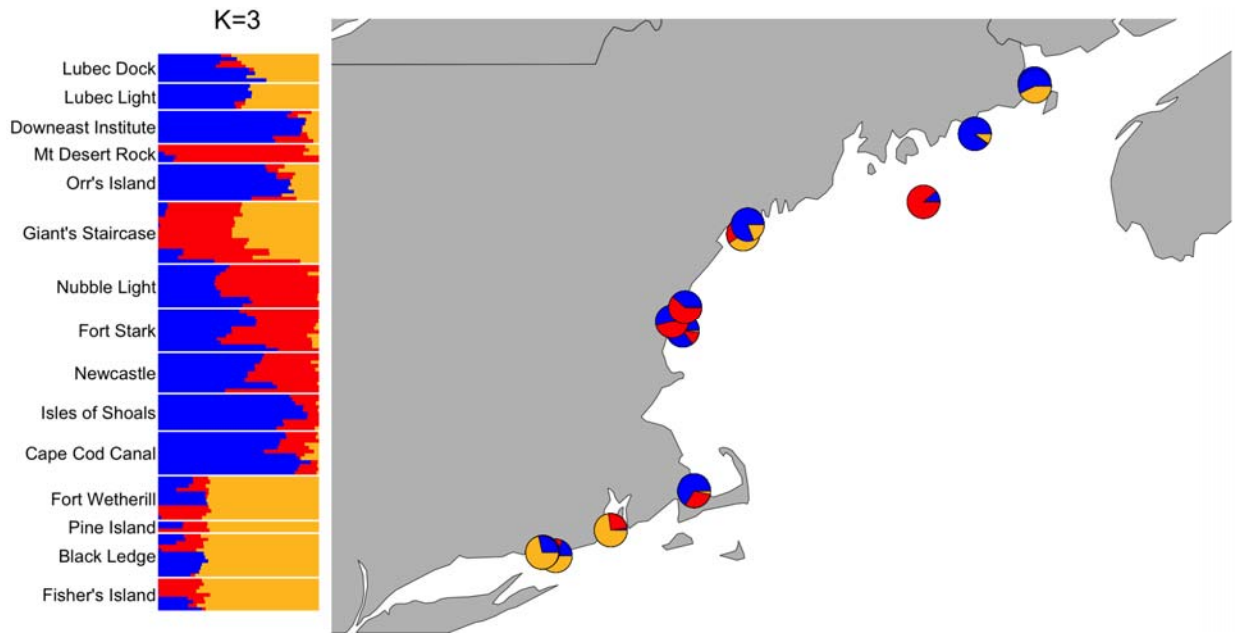 K=3
Lubec Dock
Lubec Light
Downeast Institute
Mt Desert Rock
Orr's Island
Giant's Staircase
Nubble Light
Fort Stark
Newcastle
Isles of Shoals
Cape Cod Canal
Fort Wetherill
Pine Island
Black Ledge
Fisher's Island